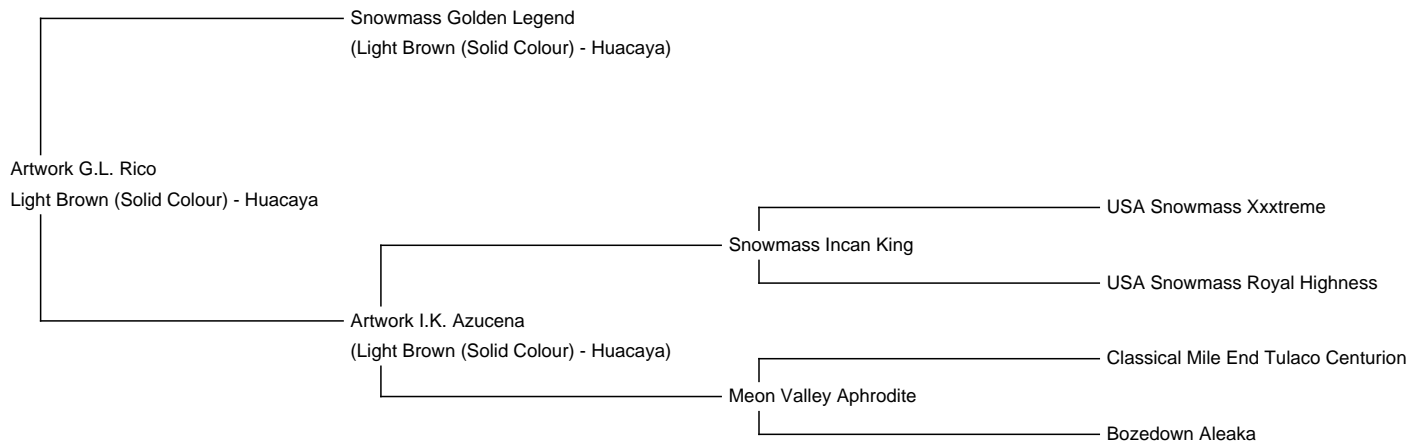 Snowmass Golden Legend
(Light Brown (Solid Colour) - Huacaya)
Artwork G.L. Rico
Light Brown (Solid Colour) - Huacaya
USA Snowmass Xxxtreme
Snowmass Incan King
USA Snowmass Royal Highness
Artwork I.K. Azucena
(Light Brown (Solid Colour) - Huacaya)
Classical Mile End Tulaco Centurion
Meon Valley Aphrodite
Bozedown Aleaka